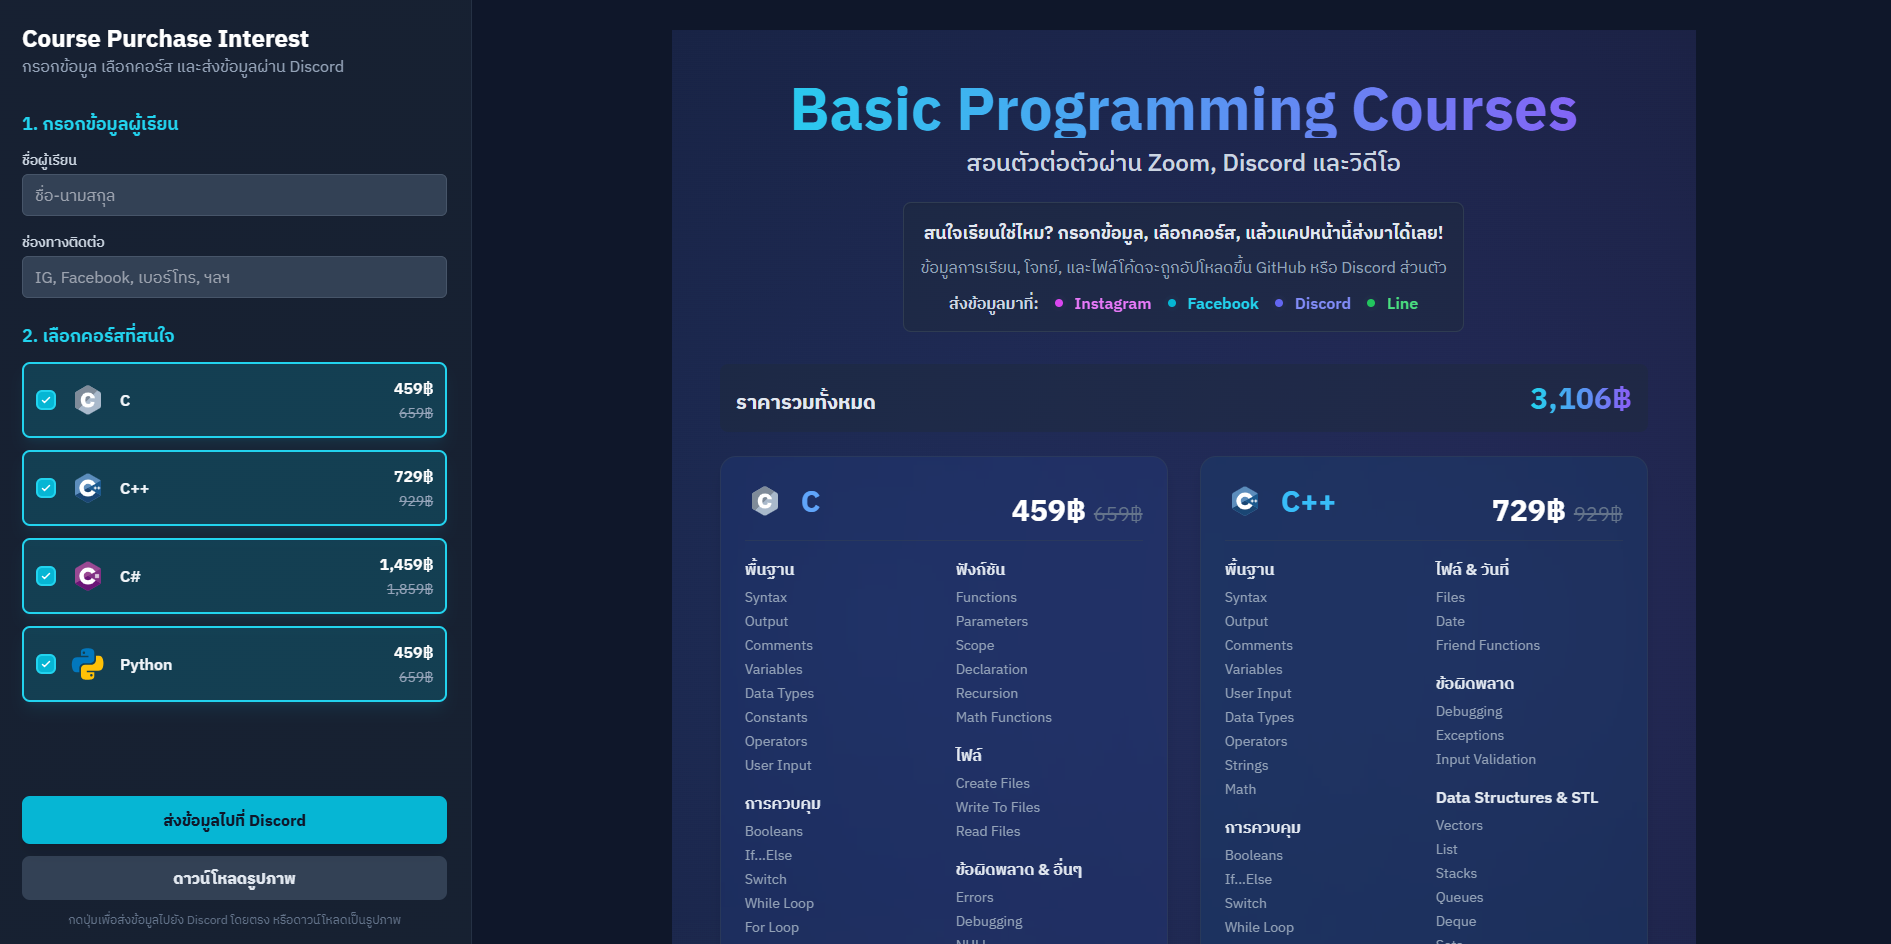 Course Purchase Interest
กรอกข้อมูล เลือกคอร์ส และส่งข้อมูลผ่าน Discord
1. กรอกข้อมูลผู้เรียน
ชื่อผู้เรียน
ชื่อ-นามสกุล
ช่องทางติดต่อ
IG, Facebook, เบอร์โทร, ฯลฯ
2. เลือกคอร์สที่สนใจ
C
459฿
659฿
C++
729฿
929฿
C#
1,459฿
1,859฿
Python
459฿
659฿
ส่งข้อมูลไปที่ Discord
ดาวน์โหลดรูปภาพ
กดปุ่มเพื่อส่งข้อมูลไปยัง Discord โดยตรง หรือดาวน์โหลดเป็นรูปภาพ
Basic Programming Courses
สอนตัวต่อตัวผ่าน Zoom, Discord และวิดีโอ
สนใจเรียนใช่ไหม? กรอกข้อมูล, เลือกคอร์ส, แล้วแคปหน้านี้ส่งมาได้เลย!
ข้อมูลการเรียน, โจทย์, และไฟล์โค้ดจะถูกอัปโหลดขึ้น GitHub หรือ Discord ส่วนตัว
ส่งข้อมูลมาที่: Instagram Facebook Discord Line
ราคารวมทั้งหมด 3,106฿
C 459฿ 659฿
พื้นฐาน
Syntax
Output
Comments
Variables
Data Types
Constants
Operators
User Input
การควบคุม
Booleans
If...Else
Switch
While Loop
For Loop
ฟังก์ชัน
Functions
Parameters
Scope
Declaration
Recursion
Math Functions
ไฟล์
Create Files
Write To Files
Read Files
ข้อผิดพลาด & อื่นๆ
Errors
Debugging
NULL
C++ 729฿ 929฿
พื้นฐาน
Syntax
Output
Comments
Variables
User Input
Data Types
Operators
Strings
Math
การควบคุม
Booleans
If...Else
Switch
While Loop
ไฟล์ & วันที่
Files
Date
Friend Functions
ข้อผิดพลาด
Debugging
Exceptions
Input Validation
Data Structures & STL
Vectors
List
Stacks
Queues
Deque
Sets